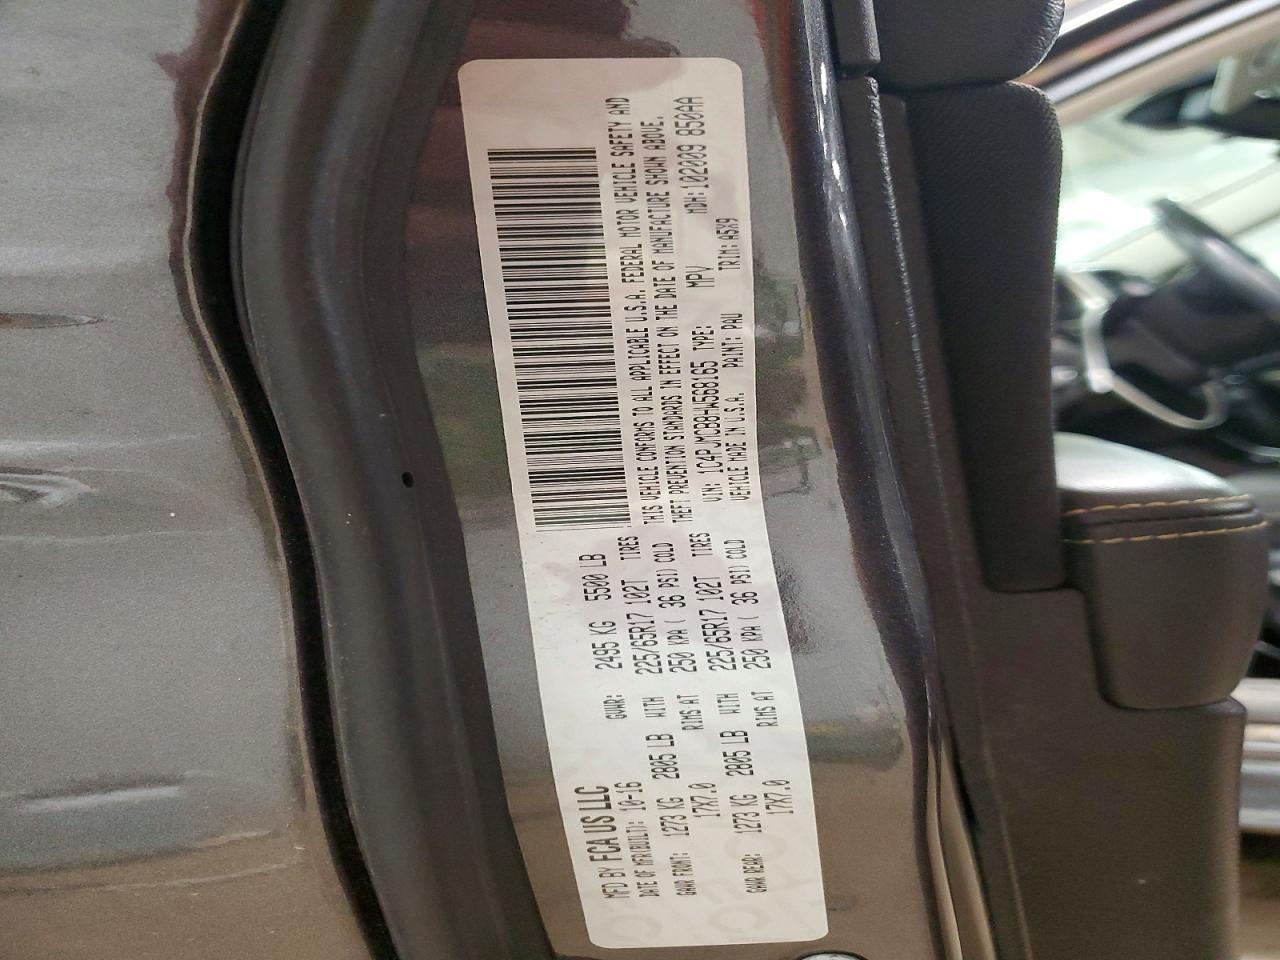 MFD BY FCA US LLC
DATE OF MFR(BUILT): 10-16 GVWR: 2495 KG 5500 LB
GAWR FRONT: 1273 KG 2805 LB WITH 225/65R17 102T TIRES
17X7.0 RIMS AT 250 KPA ( 36 PSI) COLD
GAWR REAR: 1273 KG 2805 LB WITH 225/65R17 102T TIRES
17X7.0 RIMS AT 250 KPA ( 36 PSI) COLD
THIS VEHICLE CONFORMS TO ALL APPLICABLE U.S.A. FEDERAL MOTOR VEHICLE SAFETY AND
THEFT PREVENTION STANDARDS IN EFFECT ON THE DATE OF MANUFACTURE SHOWN ABOVE.
VIN: 1C4PJMCB8HW568165 TYPE: MPV MDH:102009 850AA
VEHICLE MADE IN U.S.A. PAINT: PAU TRIM: A5X9